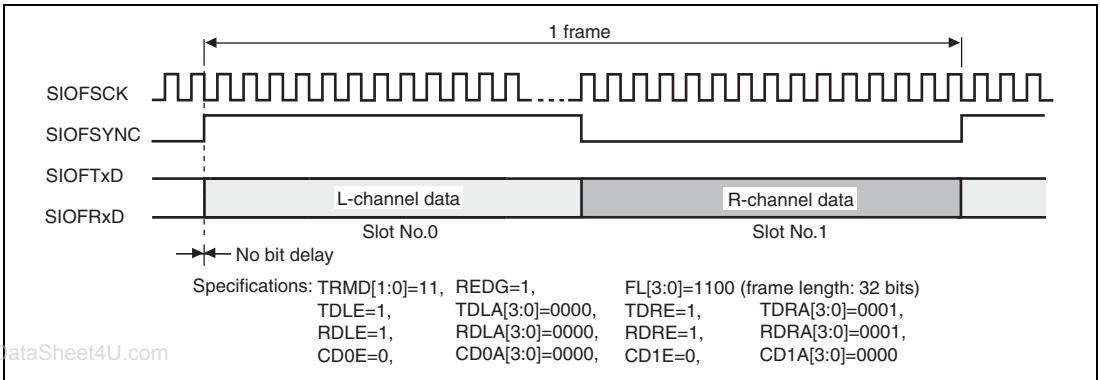 1 frame
SIOFSCK
SIOFSYNC
SIOFTxD
SIOFRxD
L-channel data
R-channel data
Slot No.0
Slot No.1
No bit delay
Specifications: TRMD[1:0]=11, REDG=1, FL[3:0]=1100 (frame length: 32 bits)
TDLE=1, TDLA[3:0]=0000, TDRE=1, TDRA[3:0]=0001,
RDLE=1, RDLA[3:0]=0000, RDRE=1, RDRA[3:0]=0001,
CD0E=0, CD0A[3:0]=0000, CD1E=0, CD1A[3:0]=0000
DataSheet4U.com